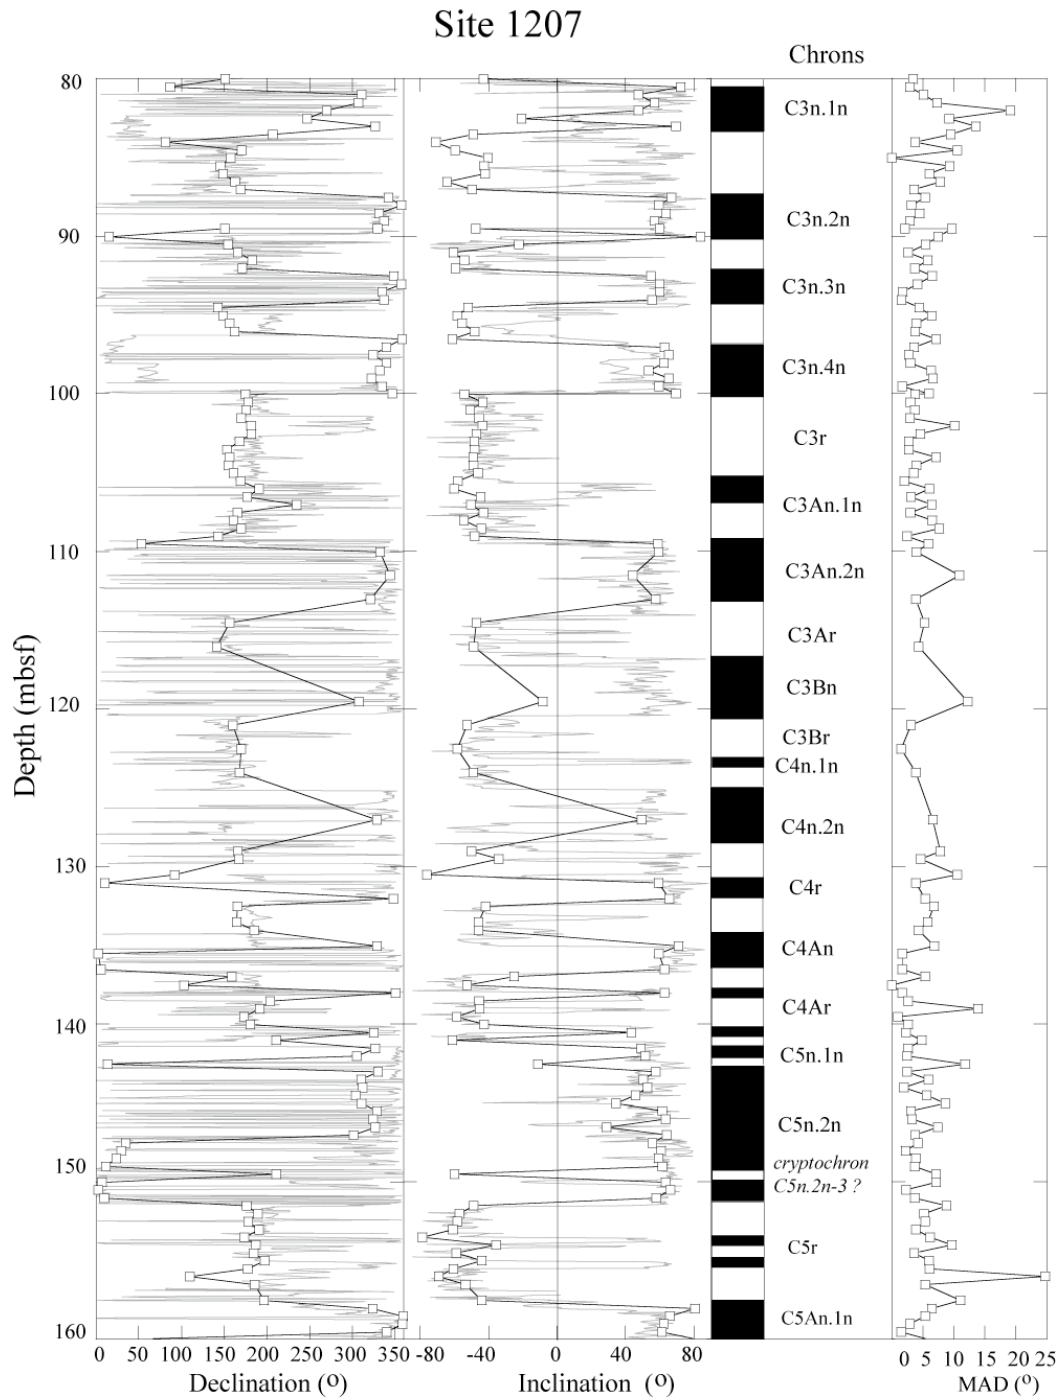 Site 1207
Chrons
80
90
100
110
120
130
140
150
160
Depth (mbsf)
C3n.1n
C3n.2n
C3n.3n
C3n.4n
C3r
C3An.1n
C3An.2n
C3Ar
C3Bn
C3Br
C4n.1n
C4n.2n
C4r
C4An
C4Ar
C5n.1n
C5n.2n
cryptochron
C5n.2n-3 ?
C5r
C5An.1n
0 50 100 150 200 250 300 350
-80 -40 0 40 80
0 5 10 15 20 25
Declination (o)
Inclination (o)
MAD (o)